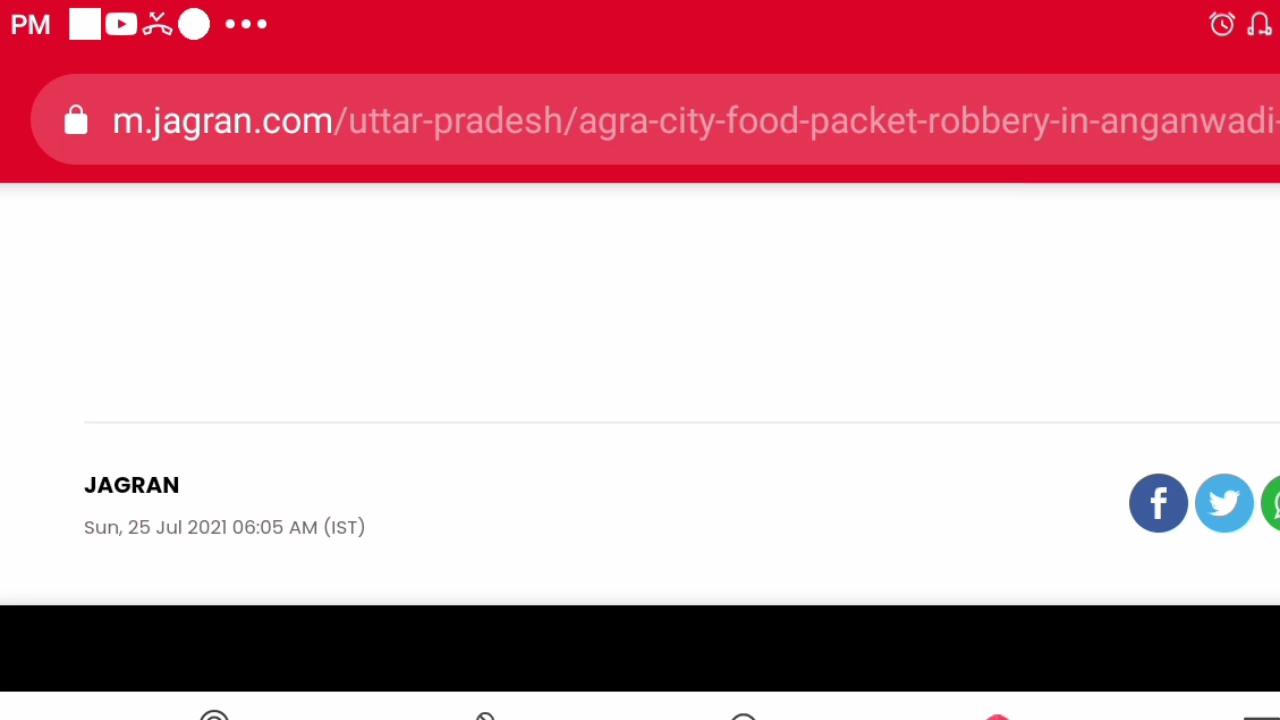 PM
m.jagran.com/uttar-pradesh/agra-city-food-packet-robbery-in-anganwadi-
JAGRAN
Sun, 25 Jul 2021 06:05 AM (IST)